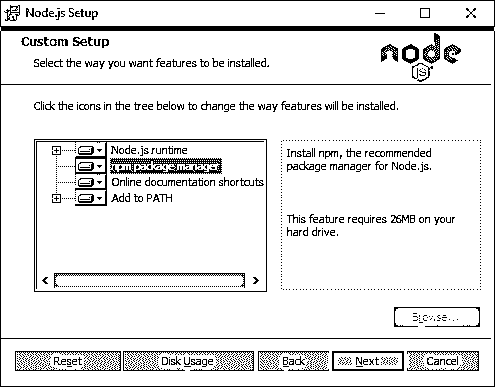 Node.js Setup
Custom Setup
Select the way you want features to be installed.
node
JS
Click the icons in the tree below to change the way features will be installed.
Node.js runtime
npm package manager
Online documentation shortcuts
Add to PATH
Install npm, the recommended
package manager for Node.js.
This feature requires 26MB on your
hard drive.
Browse...
Reset
Disk Usage
Back
Next
Cancel